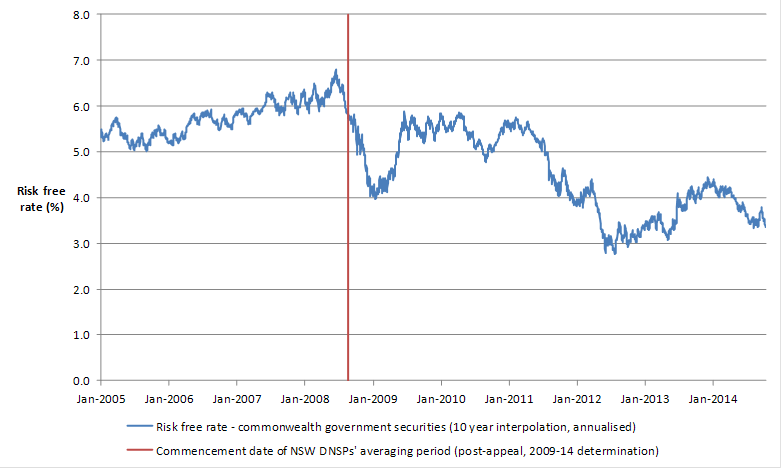 8.0
7.0
6.0
5.0
4.0
3.0
2.0
1.0
0.0
Risk free
rate (%)
Jan-2005 Jan-2006 Jan-2007 Jan-2008 Jan-2009 Jan-2010 Jan-2011 Jan-2012 Jan-2013 Jan-2014
Risk free rate - commonwealth government securities (10 year interpolation, annualised)
Commencement date of NSW DNSPs' averaging period (post-appeal, 2009-14 determination)